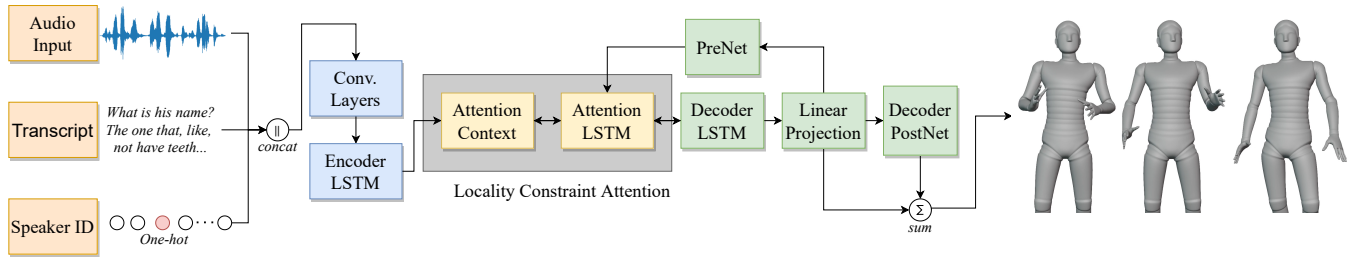 Audio
Input
Transcript
What is his name?
The one that, like,
not have teeth...
Speaker ID
One-hot
||
concat
Conv.
Layers
Encoder
LSTM
Attention
Context
Attention
LSTM
Locality Constraint Attention
PreNet
Decoder
LSTM
Linear
Projection
Decoder
PostNet
Σ
sum